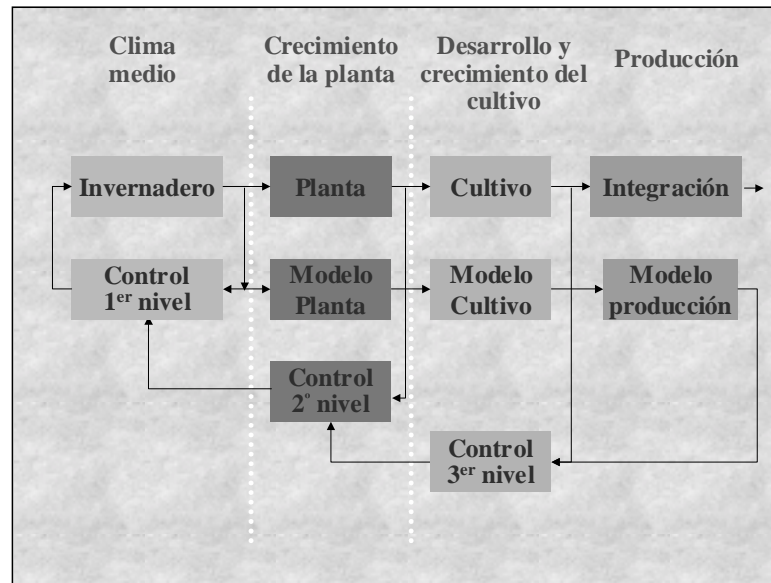 Clima
medio
Crecimiento
de la planta
Desarrollo y
crecimiento del
cultivo
Producción
Invernadero
Planta
Cultivo
Integración
Control
1er nivel
Modelo
Planta
Modelo
Cultivo
Modelo
producción
Control
2º nivel
Control
3er nivel